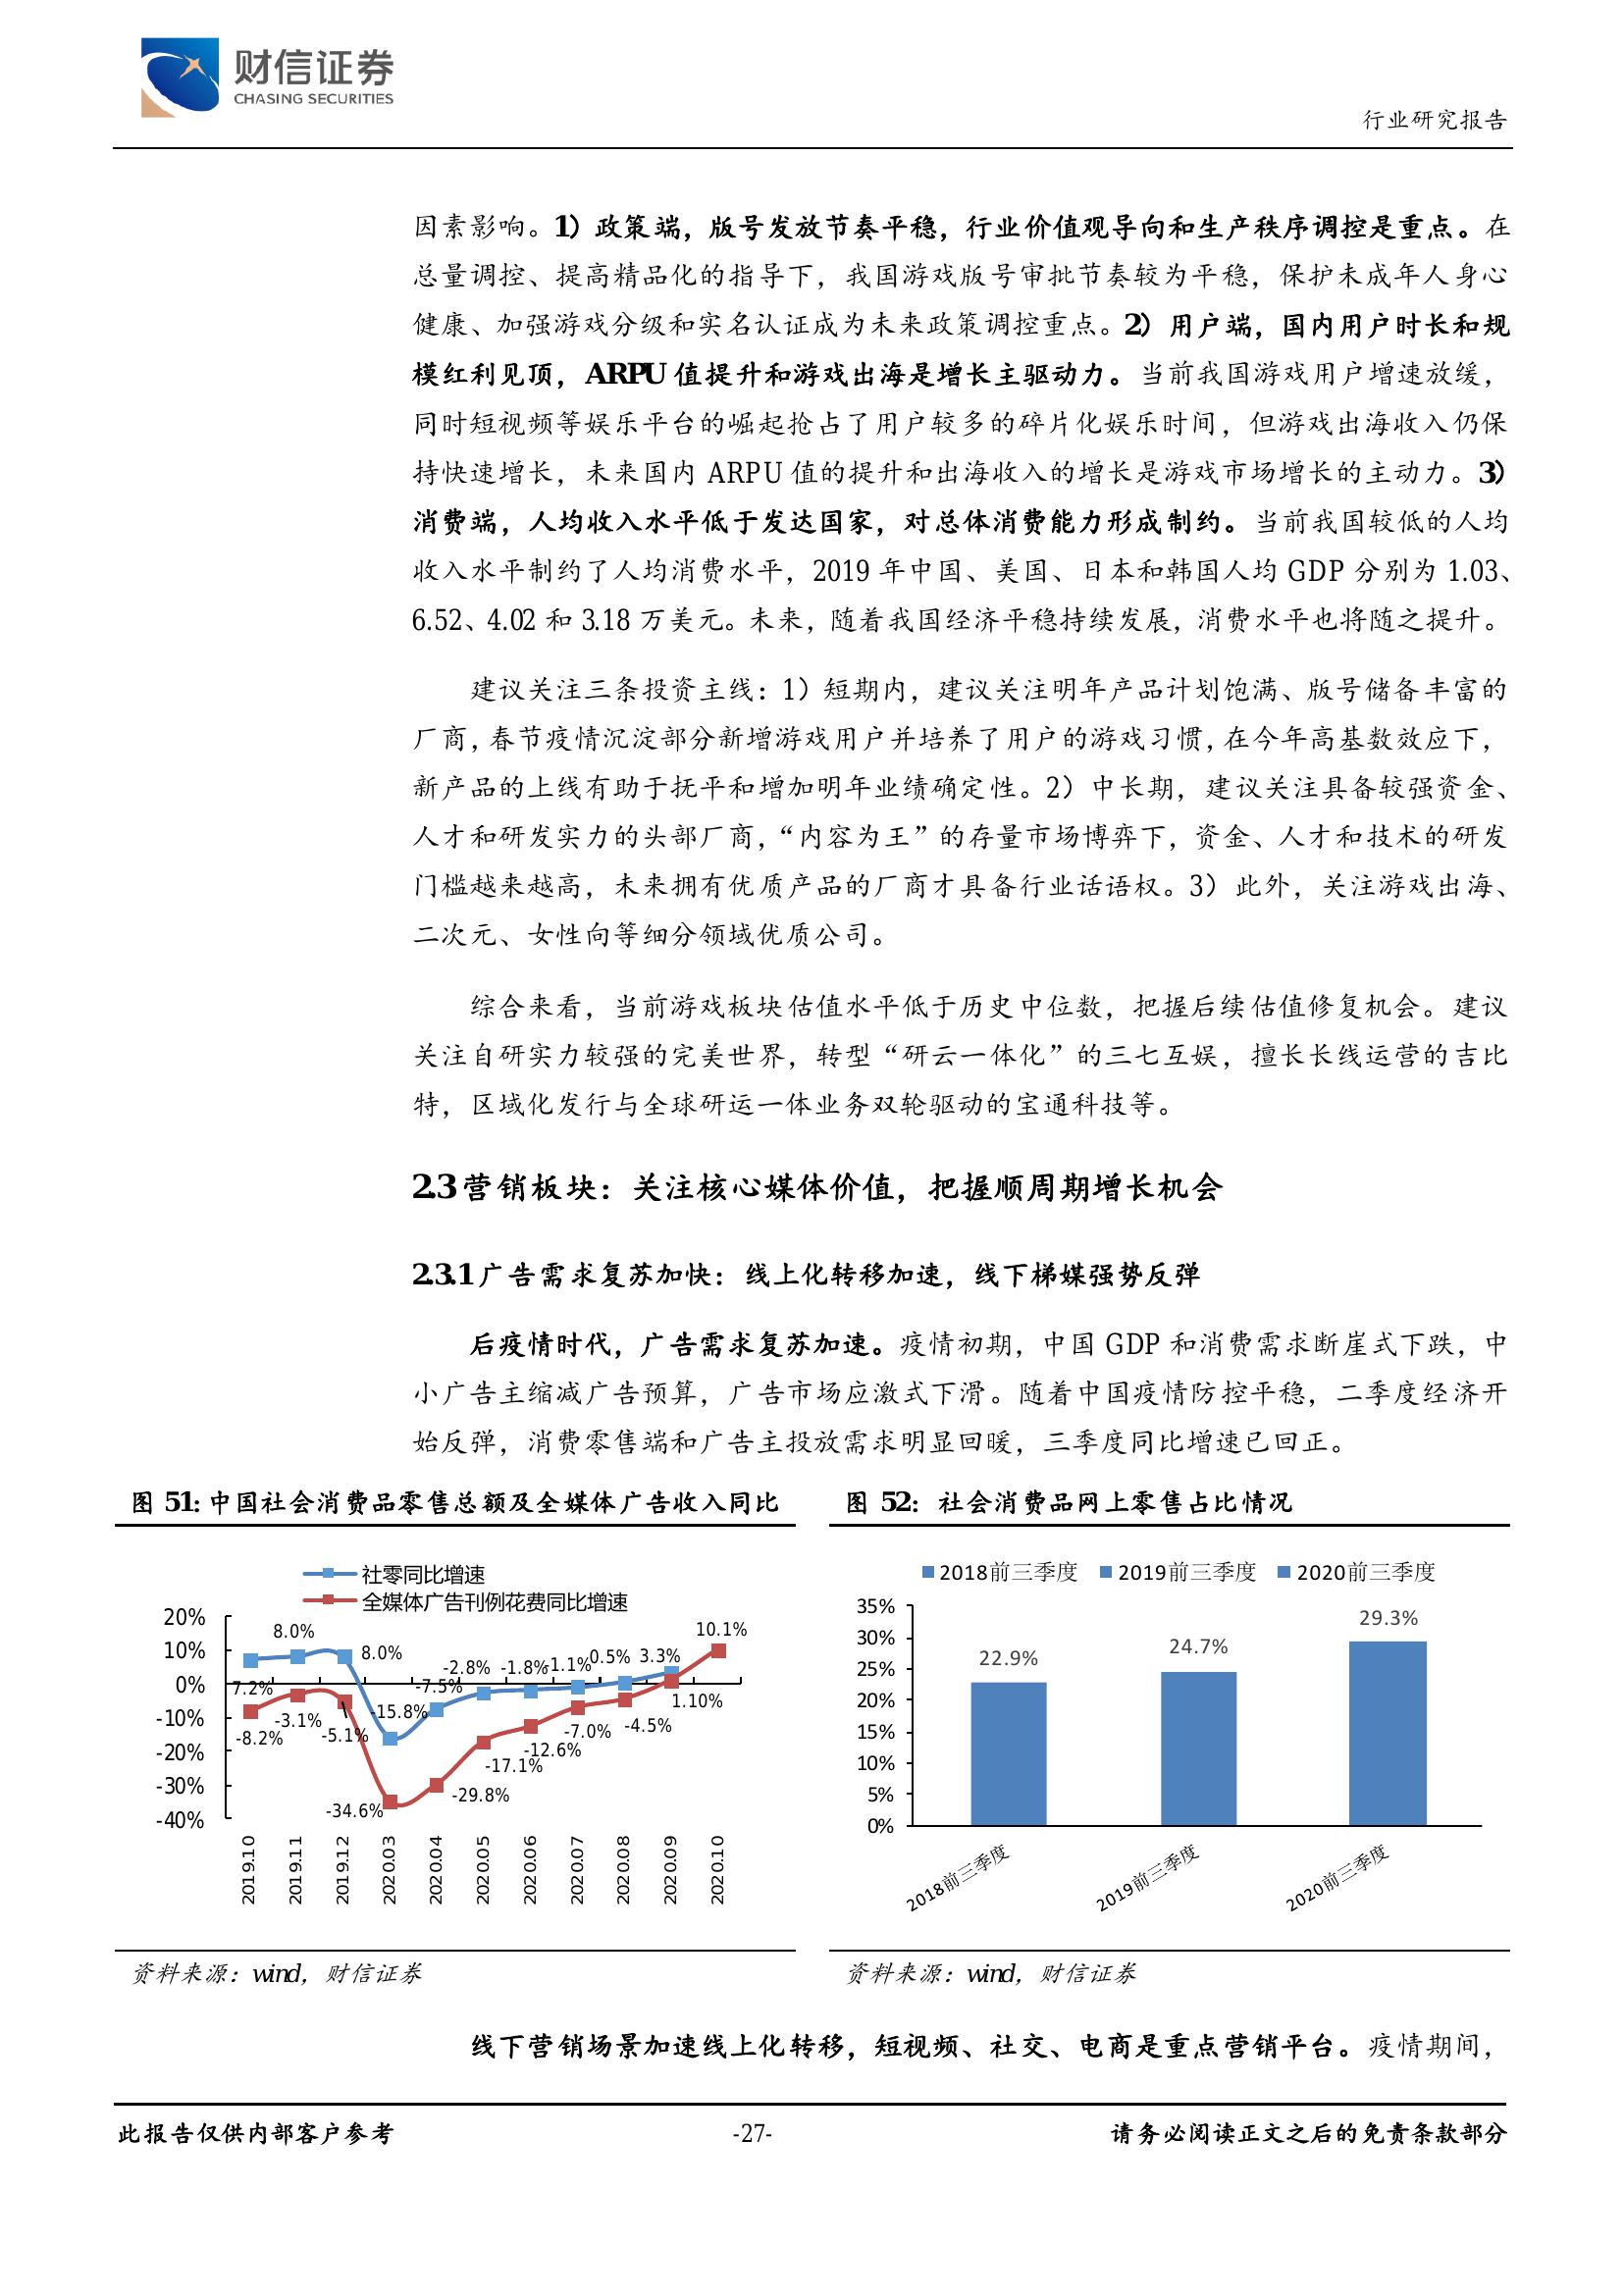 财信证券
CHASING SECURITIES
行业研究报告
因素影响。1）政策端，版号发放节奏平稳，行业价值观导向和生产秩序调控是重点。在
总量调控、提高精品化的指导下，我国游戏版号审批节奏较为平稳，保护未成年人身心
健康、加强游戏分级和实名认证成为未来政策调控重点。2）用户端，国内用户时长和规
模红利见顶，ARPU 值提升和游戏出海是增长主驱动力。当前我国游戏用户增速放缓，
同时短视频等娱乐平台的崛起抢占了用户较多的碎片化娱乐时间，但游戏出海收入仍保
持快速增长，未来国内 ARPU 值的提升和出海收入的增长是游戏市场增长的主动力。3）
消费端，人均收入水平低于发达国家，对总体消费能力形成制约。当前我国较低的人均
收入水平制约了人均消费水平，2019 年中国、美国、日本和韩国人均 GDP 分别为 1.03、
6.52、4.02 和 3.18 万美元。未来，随着我国经济平稳持续发展，消费水平也将随之提升。
建议关注三条投资主线：1）短期内，建议关注明年产品计划饱满、版号储备丰富的
厂商，春节疫情沉淀部分新增游戏用户并培养了用户的游戏习惯，在今年高基数效应下，
新产品的上线有助于抚平和增加明年业绩确定性。2）中长期，建议关注具备较强资金、
人才和研发实力的头部厂商，“内容为王”的存量市场博弈下，资金、人才和技术的研发
门槛越来越高，未来拥有优质产品的厂商才具备行业话语权。3）此外，关注游戏出海、
二次元、女性向等细分领域优质公司。
综合来看，当前游戏板块估值水平低于历史中位数，把握后续估值修复机会。建议
关注自研实力较强的完美世界，转型“研云一体化”的三七互娱，擅长长线运营的吉比
特，区域化发行与全球研运一体业务双轮驱动的宝通科技等。
2.3 营销板块：关注核心媒体价值，把握顺周期增长机会
2.3.1 广告需求复苏加快：线上化转移加速，线下梯媒强势反弹
后疫情时代，广告需求复苏加速。疫情初期，中国 GDP 和消费需求断崖式下跌，中
小广告主缩减广告预算，广告市场应激式下滑。随着中国疫情防控平稳，二季度经济开
始反弹，消费零售端和广告主投放需求明显回暖，三季度同比增速已回正。
图 51：中国社会消费品零售总额及全媒体广告收入同比
社零同比增速
全媒体广告刊例花费同比增速
20%
10%
0%
-10%
-20%
-30%
-40%
7.2%
8.0%
8.0%
-15.8%
-7.5%
-2.8%
-1.8%
-1.1%
0.5%
3.3%
-8.2%
-3.1%
-5.1%
-34.6%
-29.8%
-17.1%
-12.6%
-7.0%
-4.5%
1.10%
10.1%
2019.10
2019.11
2019.12
2020.03
2020.04
2020.05
2020.06
2020.07
2020.08
2020.09
2020.10
资料来源：wind，财信证券
图 52：社会消费品网上零售占比情况
2018前三季度 2019前三季度 2020前三季度
35%
30%
25%
20%
15%
10%
5%
0%
22.9%
24.7%
29.3%
2018前三季度
2019前三季度
2020前三季度
资料来源：wind，财信证券
线下营销场景加速线上化转移，短视频、社交、电商是重点营销平台。疫情期间，
此报告仅供内部客户参考
-27-
请务必阅读正文之后的免责条款部分